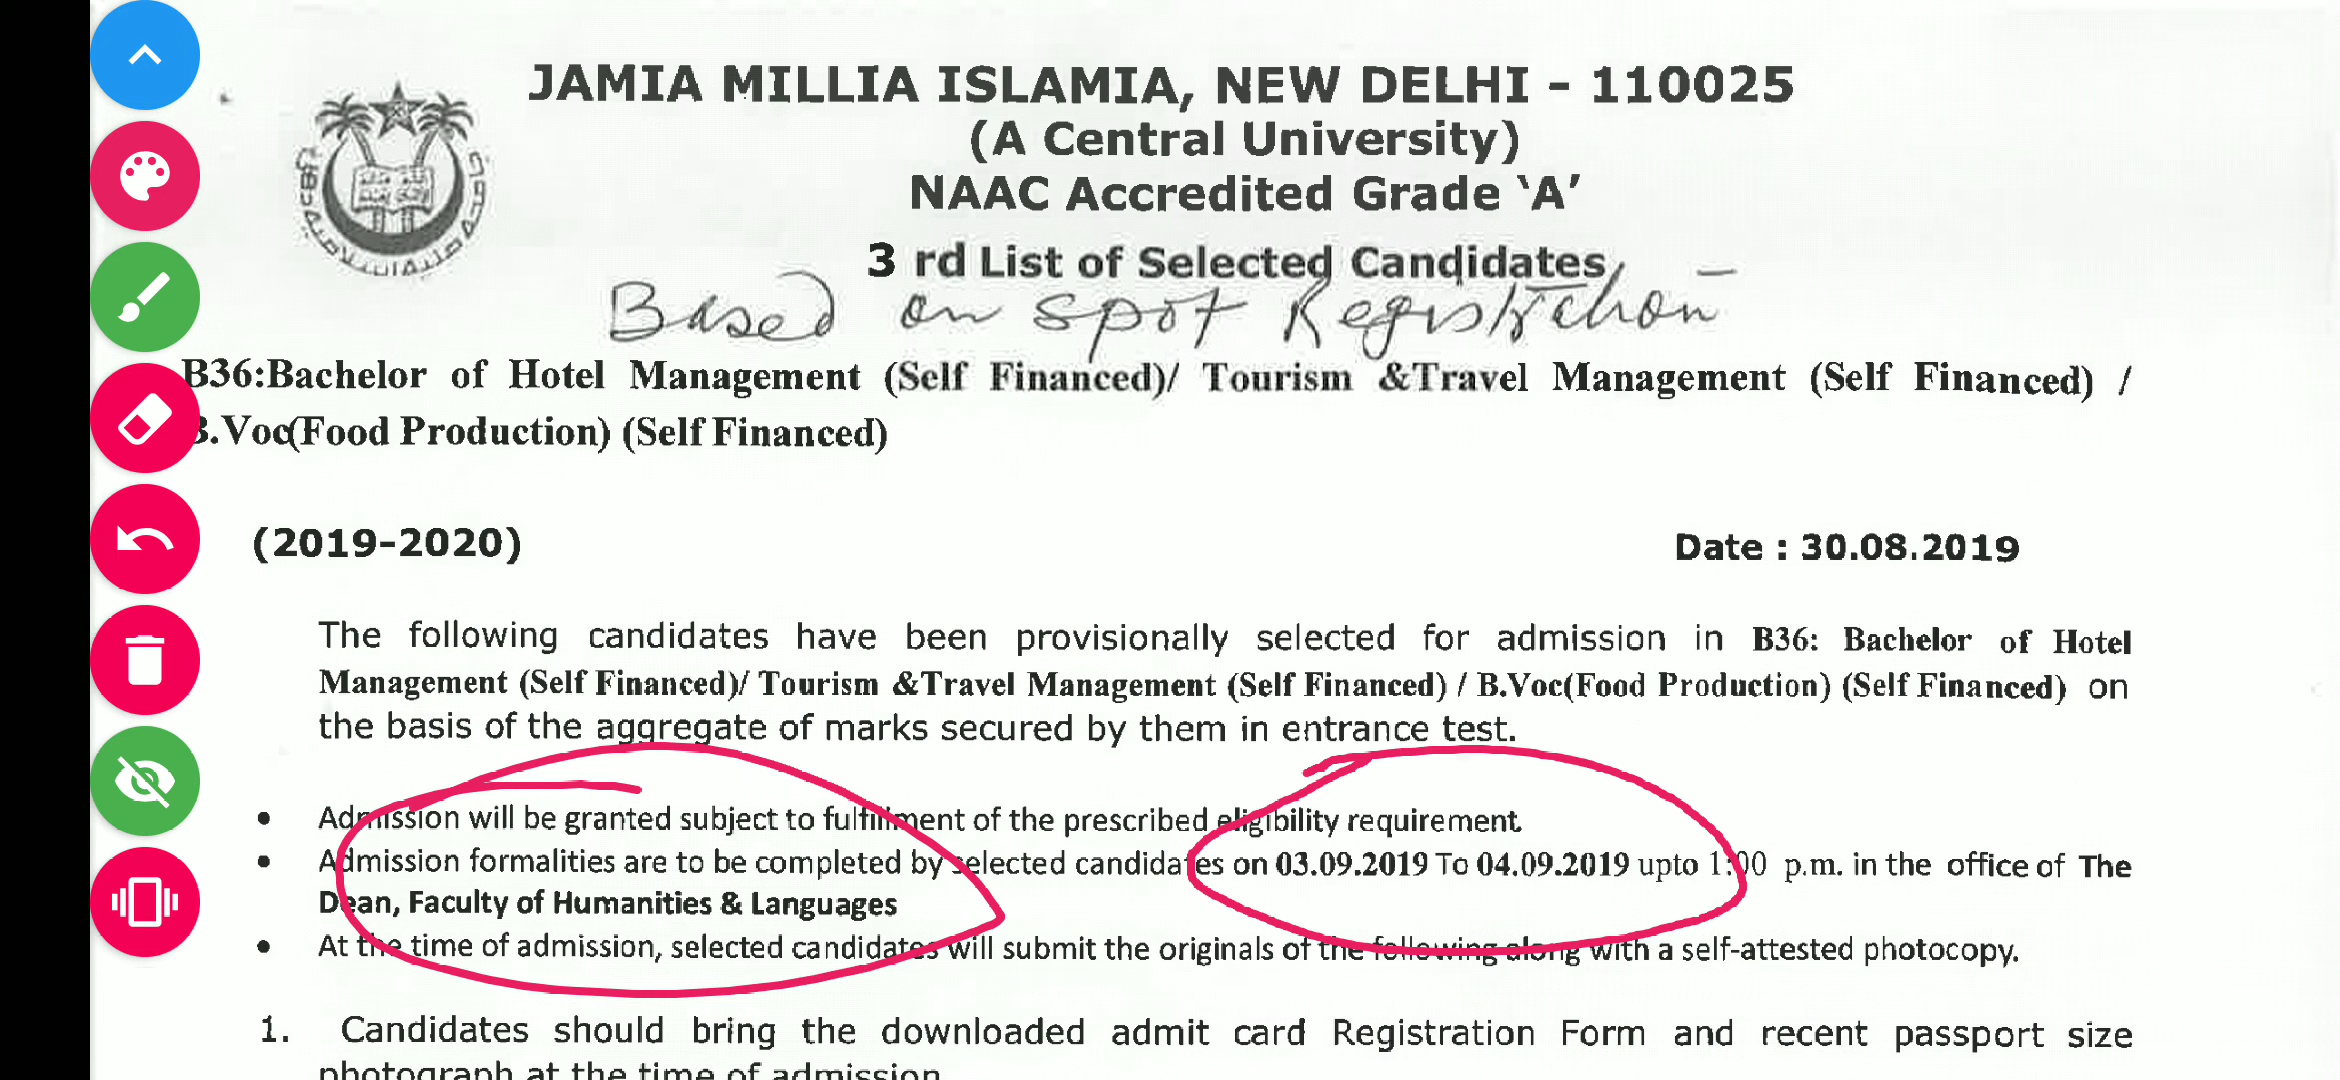 JAMIA MILLIA ISLAMIA, NEW DELHI - 110025
(A Central University)
NAAC Accredited Grade ‘A’
3 rd List of Selected Candidates
Based on Spot Registration
B36:Bachelor of Hotel Management (Self Financed)/ Tourism &Travel Management (Self Financed) /
B.Voc(Food Production) (Self Financed)
(2019-2020)
Date : 30.08.2019
The following candidates have been provisionally selected for admission in B36: Bachelor of Hotel
Management (Self Financed)/ Tourism &Travel Management (Self Financed) / B.Voc(Food Production) (Self Financed) on
the basis of the aggregate of marks secured by them in entrance test.
• Admission will be granted subject to fulfillment of the prescribed eligibility requirement.
• Admission formalities are to be completed by selected candidates on 03.09.2019 To 04.09.2019 upto 1:00 p.m. in the office of The
Dean, Faculty of Humanities & Languages
• At the time of admission, selected candidates will submit the originals of the following along with a self-attested photocopy.
1. Candidates should bring the downloaded admit card Registration Form and recent passport size
photograph at the time of admission